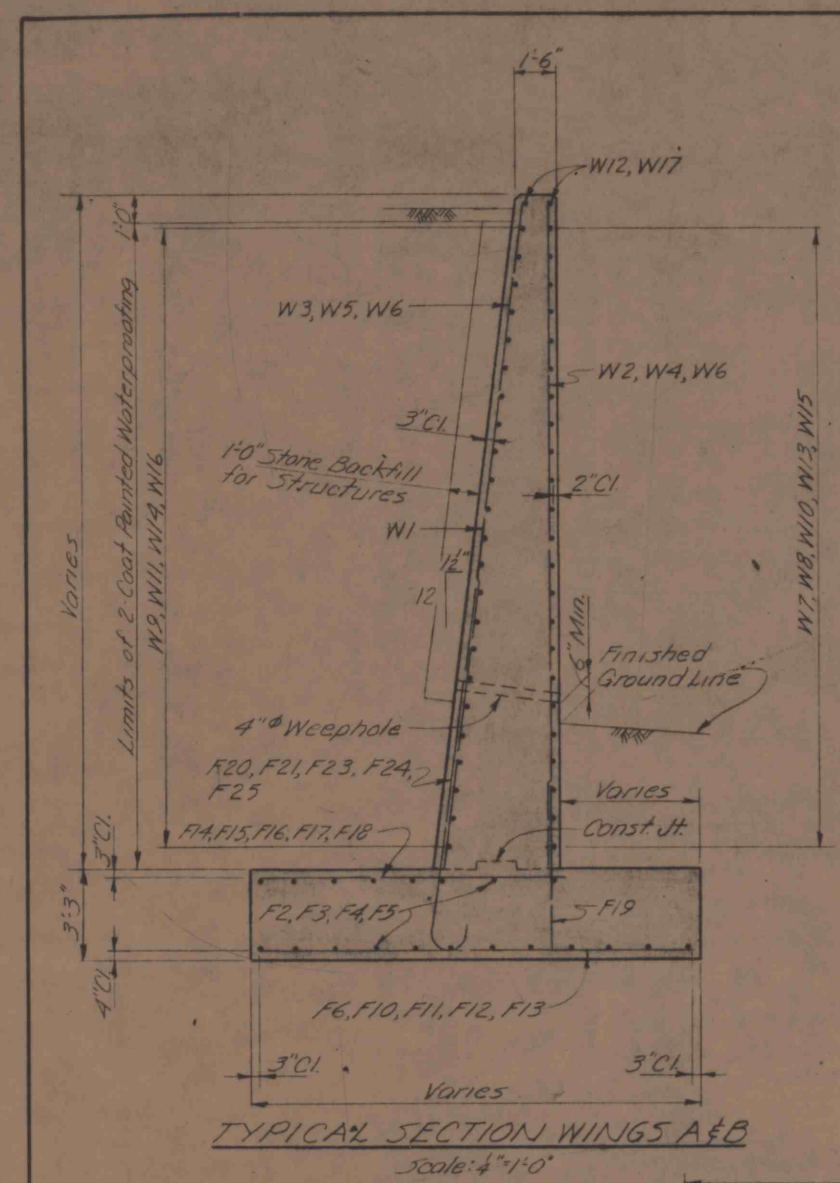 1'-6"
W12, W17
1'-0"
W3, W5, W6
W2, W4, W6
3"Cl.
1'-0" Stone Backfill
for Structures
2"Cl.
W1
1½"
12
Varies
Limits of 2-Coat Painted Waterproofing
W9, W11, W14, W16
W7, W8, W10, W13, W15
6" Min.
Finished
Ground Line
4"ϕ Weephole
F20, F21, F23, F24,
F25
Varies
F14, F15, F16, F17, F18
Const. Jt.
3"Cl.
3'-3"
F2, F3, F4, F5
F19
4"Cl.
F6, F10, F11, F12, F13
3"Cl.
3"Cl.
Varies
TYPICAL SECTION WINGS A&B
Scale: ¼"=1'-0"